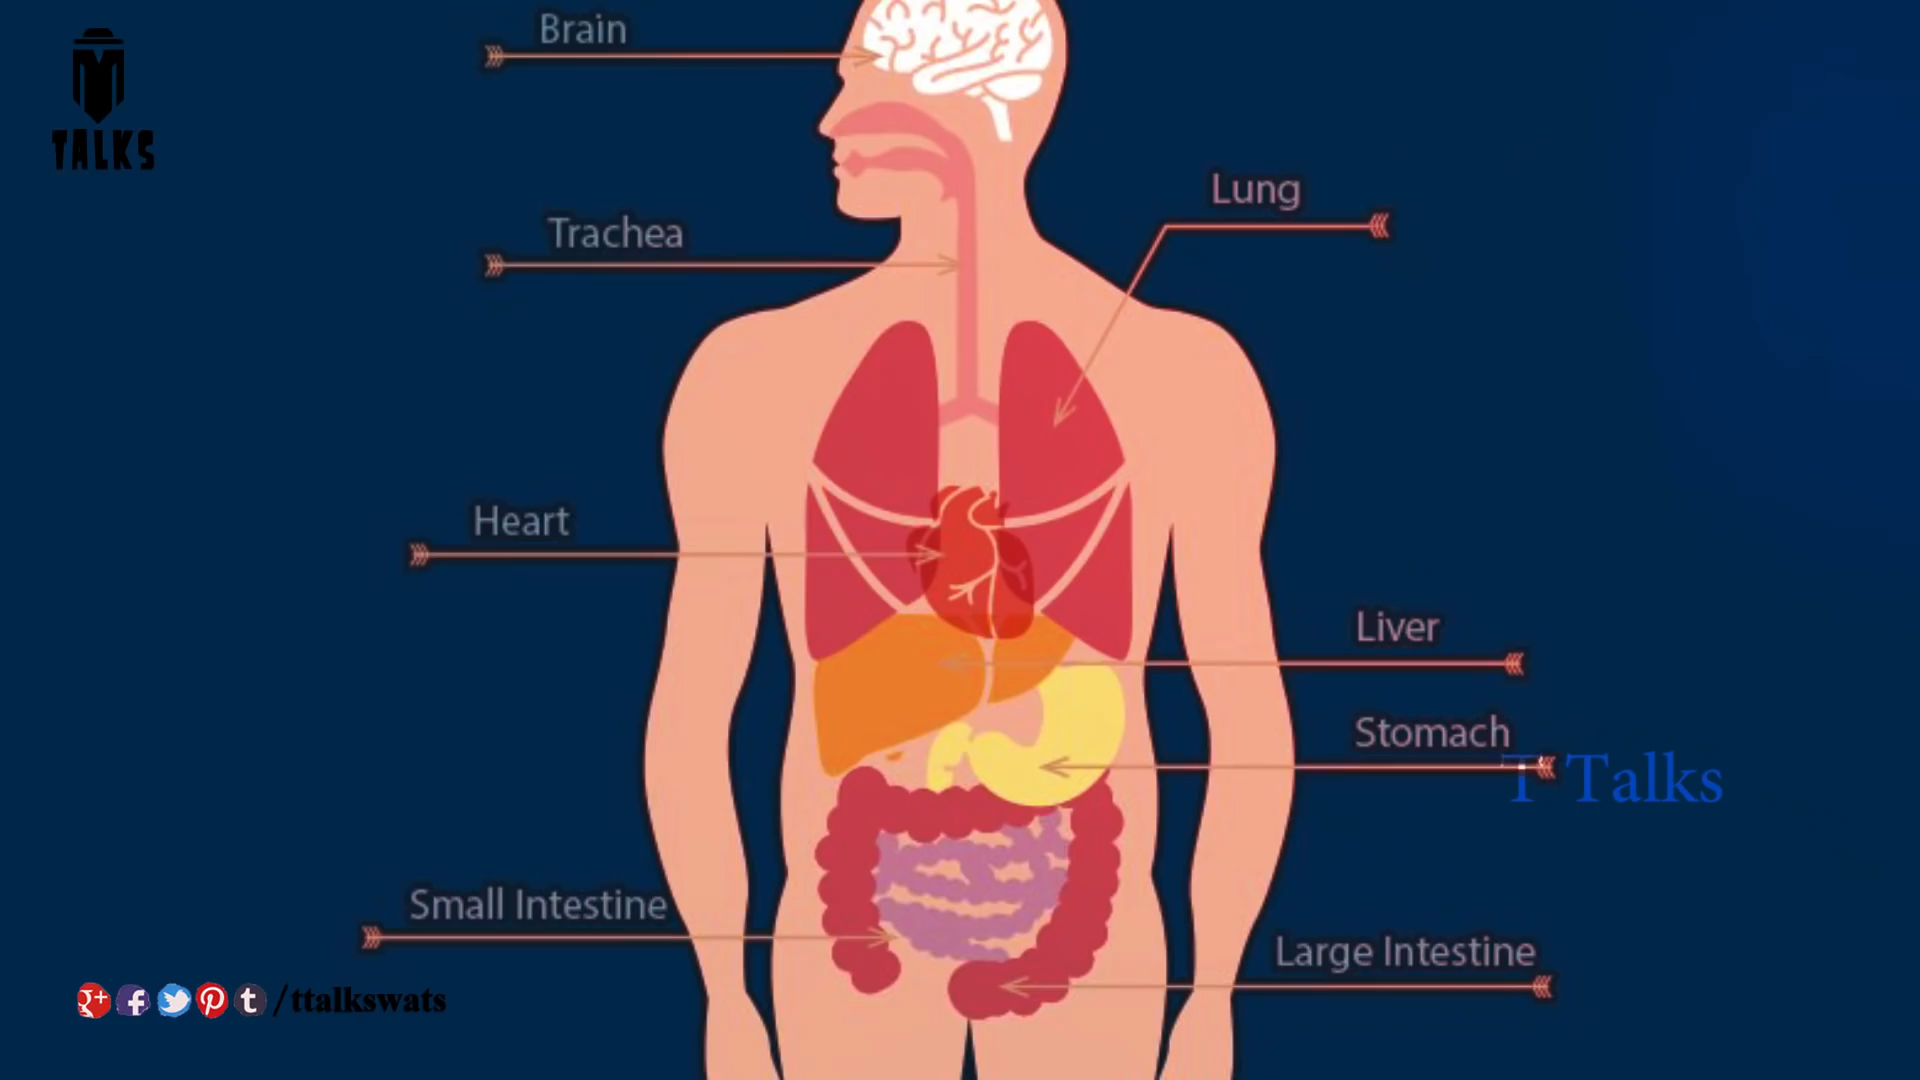 Brain
TALKS
Lung
Trachea
Heart
Liver
Stomach
T Talks
Small Intestine
Large Intestine
g+ f t /ttalkswats